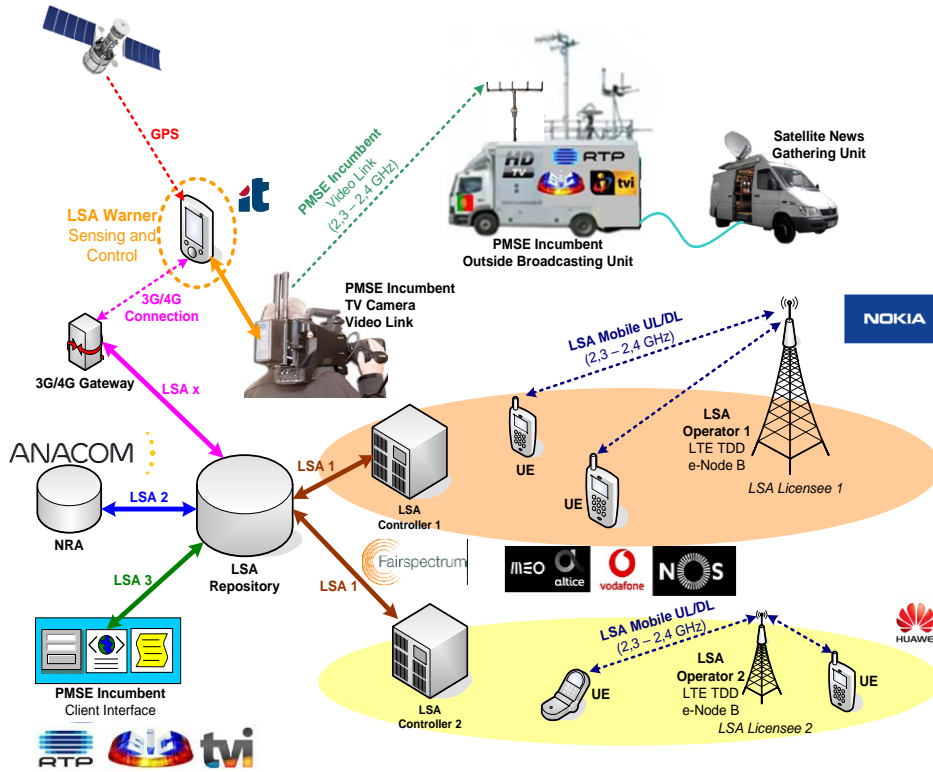 GPS
it
LSA Warner
Sensing and
Control
PMSE Incumbent
Video Link
(2,3 – 2,4 GHz)
HD
TV
RTP
SiC
tvi
PMSE Incumbent
Outside Broadcasting Unit
Satellite News
Gathering Unit
3G/4G
Connection
PMSE Incumbent
TV Camera
Video Link
3G/4G Gateway
LSA x
LSA Mobile UL/DL
(2,3 – 2,4 GHz)
NOKIA
UE
UE
LSA
Operator 1
LTE TDD
e-Node B
LSA Licensee 1
ANACOM
NRA
LSA 2
LSA
Repository
LSA 1
LSA
Controller 1
Fairspectrum
MEO
altice
vodafone
NOS
LSA 3
LSA 1
PMSE Incumbent
Client Interface
RTP
SiC
tvi
LSA
Controller 2
LSA Mobile UL/DL
(2,3 – 2,4 GHz)
UE
LSA
Operator 2
LTE TDD
e-Node B
LSA Licensee 2
UE
HUAWE